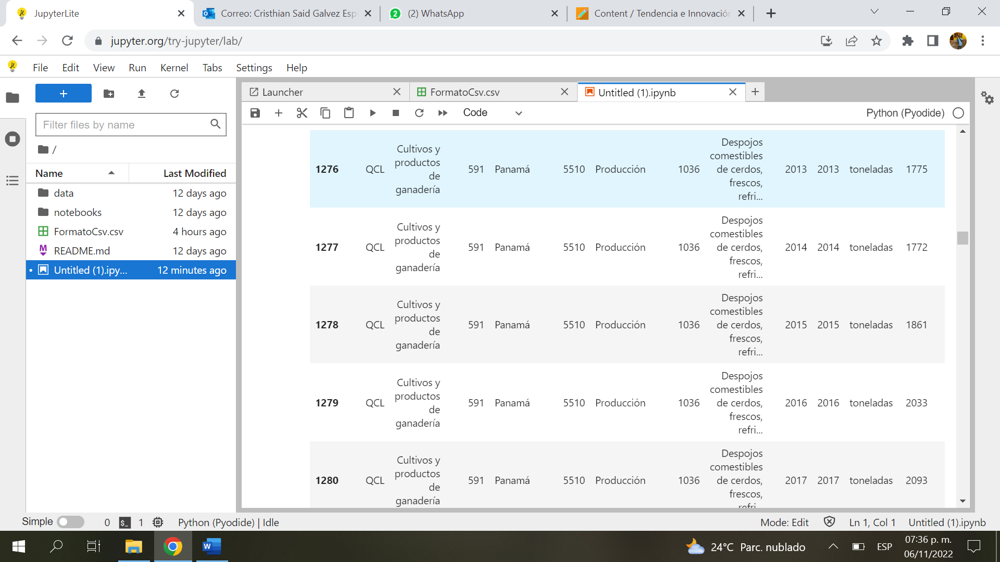 JupyterLite
Correo: Cristhian Said Galvez Esp
(2) WhatsApp
Content / Tendencia e Innovación
jupyter.org/try-jupyter/lab/
File Edit View Run Kernel Tabs Settings Help
Filter files by name
/
Name Last Modified
data 12 days ago
notebooks 12 days ago
FormatoCsv.csv 4 hours ago
README.md 12 days ago
Untitled (1).ipy... 12 minutes ago
Launcher
FormatoCsv.csv
Untitled (1).ipynb
Code
Python (Pyodide)
1276 QCL Cultivos y productos de ganadería 591 Panamá 5510 Producción 1036 Despojos comestibles de cerdos, frescos, refri... 2013 2013 toneladas 1775
1277 QCL Cultivos y productos de ganadería 591 Panamá 5510 Producción 1036 Despojos comestibles de cerdos, frescos, refri... 2014 2014 toneladas 1772
1278 QCL Cultivos y productos de ganadería 591 Panamá 5510 Producción 1036 Despojos comestibles de cerdos, frescos, refri... 2015 2015 toneladas 1861
1279 QCL Cultivos y productos de ganadería 591 Panamá 5510 Producción 1036 Despojos comestibles de cerdos, frescos, refri... 2016 2016 toneladas 2033
1280 QCL Cultivos y productos de ganadería 591 Panamá 5510 Producción 1036 Despojos comestibles de cerdos, frescos, refri... 2017 2017 toneladas 2093
Simple 0 $_ 1 Python (Pyodide) | Idle
Mode: Edit Ln 1, Col 1 Untitled (1).ipynb
24°C Parc. nublado
ESP
07:36 p. m.
06/11/2022